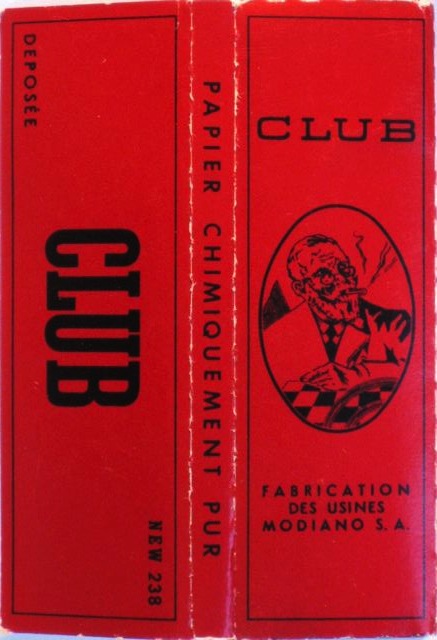 DEPOSÉE
CLUB
NEW 238
PAPIER CHIMIQUEMENT PUR
CLUB
FABRICATION
DES USINES
MODIANO S. A.